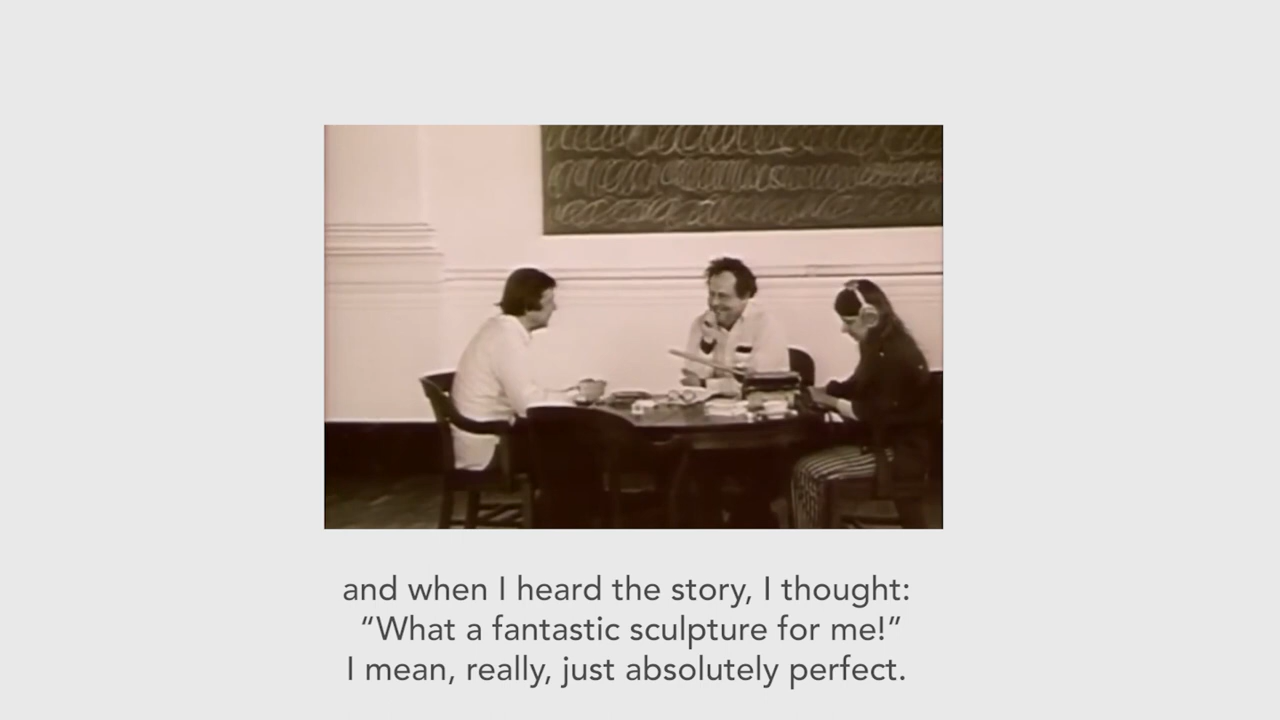 and when I heard the story, I thought:
“What a fantastic sculpture for me!”
I mean, really, just absolutely perfect.